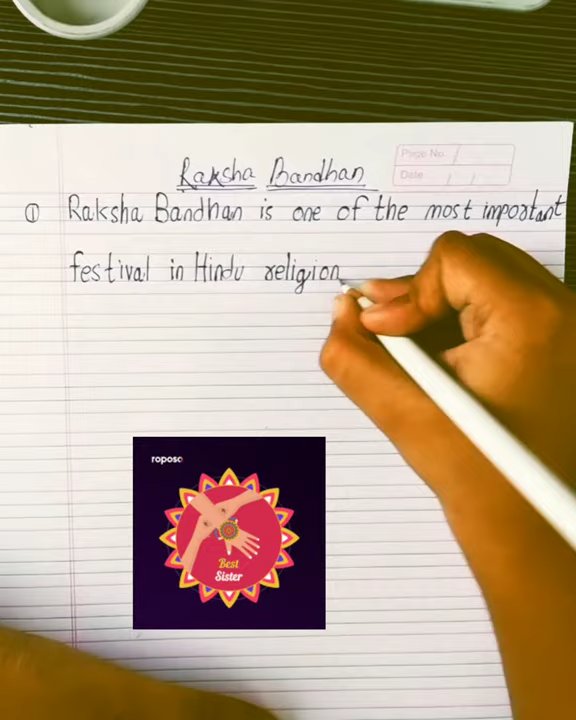 Page No.
Date
Raksha Bandhan
① Raksha Bandhan is one of the most important
festival in Hindu religion
roposo
Best
Sister